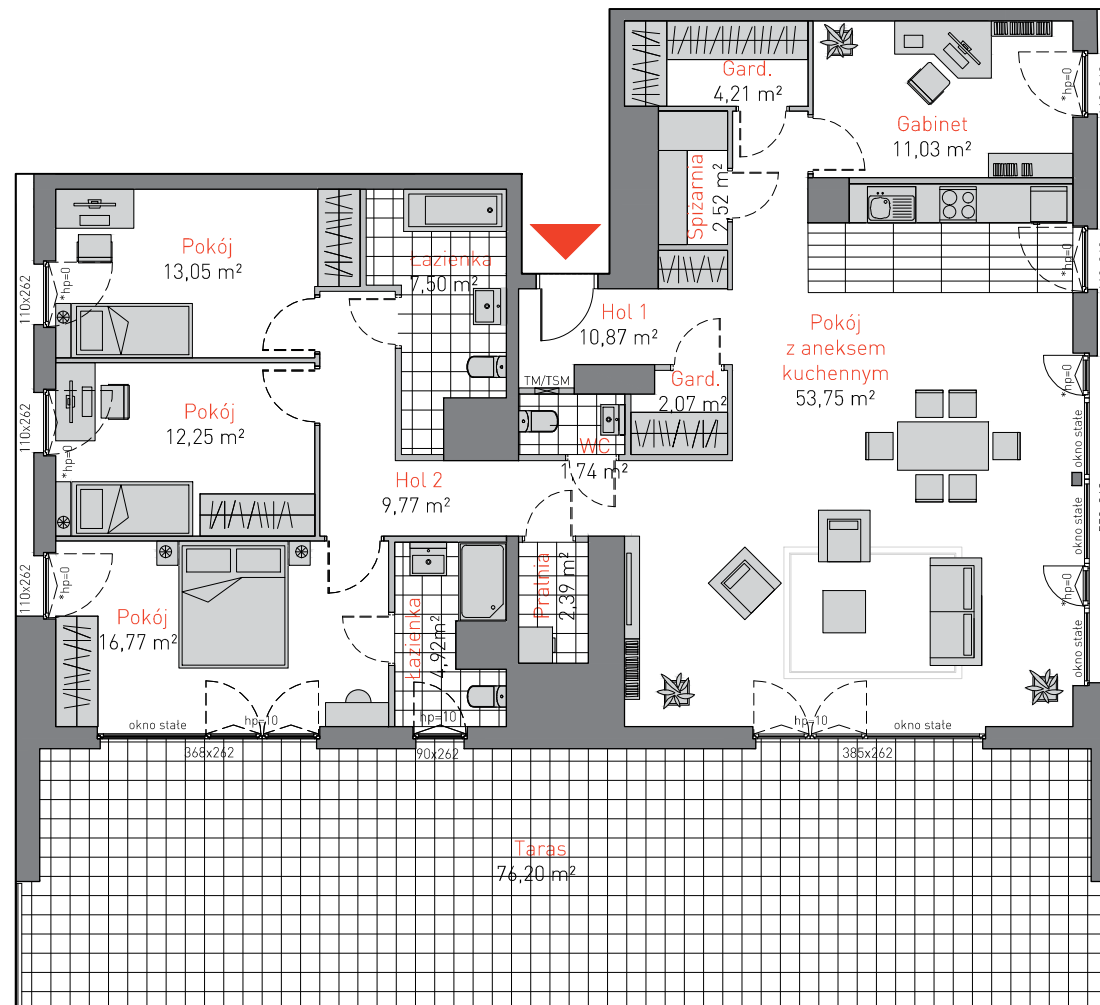 Gard.
4,21 m²
*hp=0
Gabinet
11,03 m²
Spiżarnia
2,52 m²
*hp=0
Pokój
13,05 m²
*hp=0
110x262
Łazienka
7,50 m²
Hol 1
10,87 m²
Pokój
z aneksem
kuchennym
53,75 m²
*hp=0
okno stałe
okno stałe
*hp=0
okno stałe
TM/TSM
Gard.
2,07 m²
WC
1,74 m²
Pokój
12,25 m²
*hp=0
110x262
Hol 2
9,77 m²
Pokój
16,77 m²
*hp=0
110x262
Łazienka
4,92m²
Pralnia
2,39 m²
okno stałe
hp=10
hp=10
hp=10
okno stałe
368x262
90x262
385x262
Taras
76,20 m²